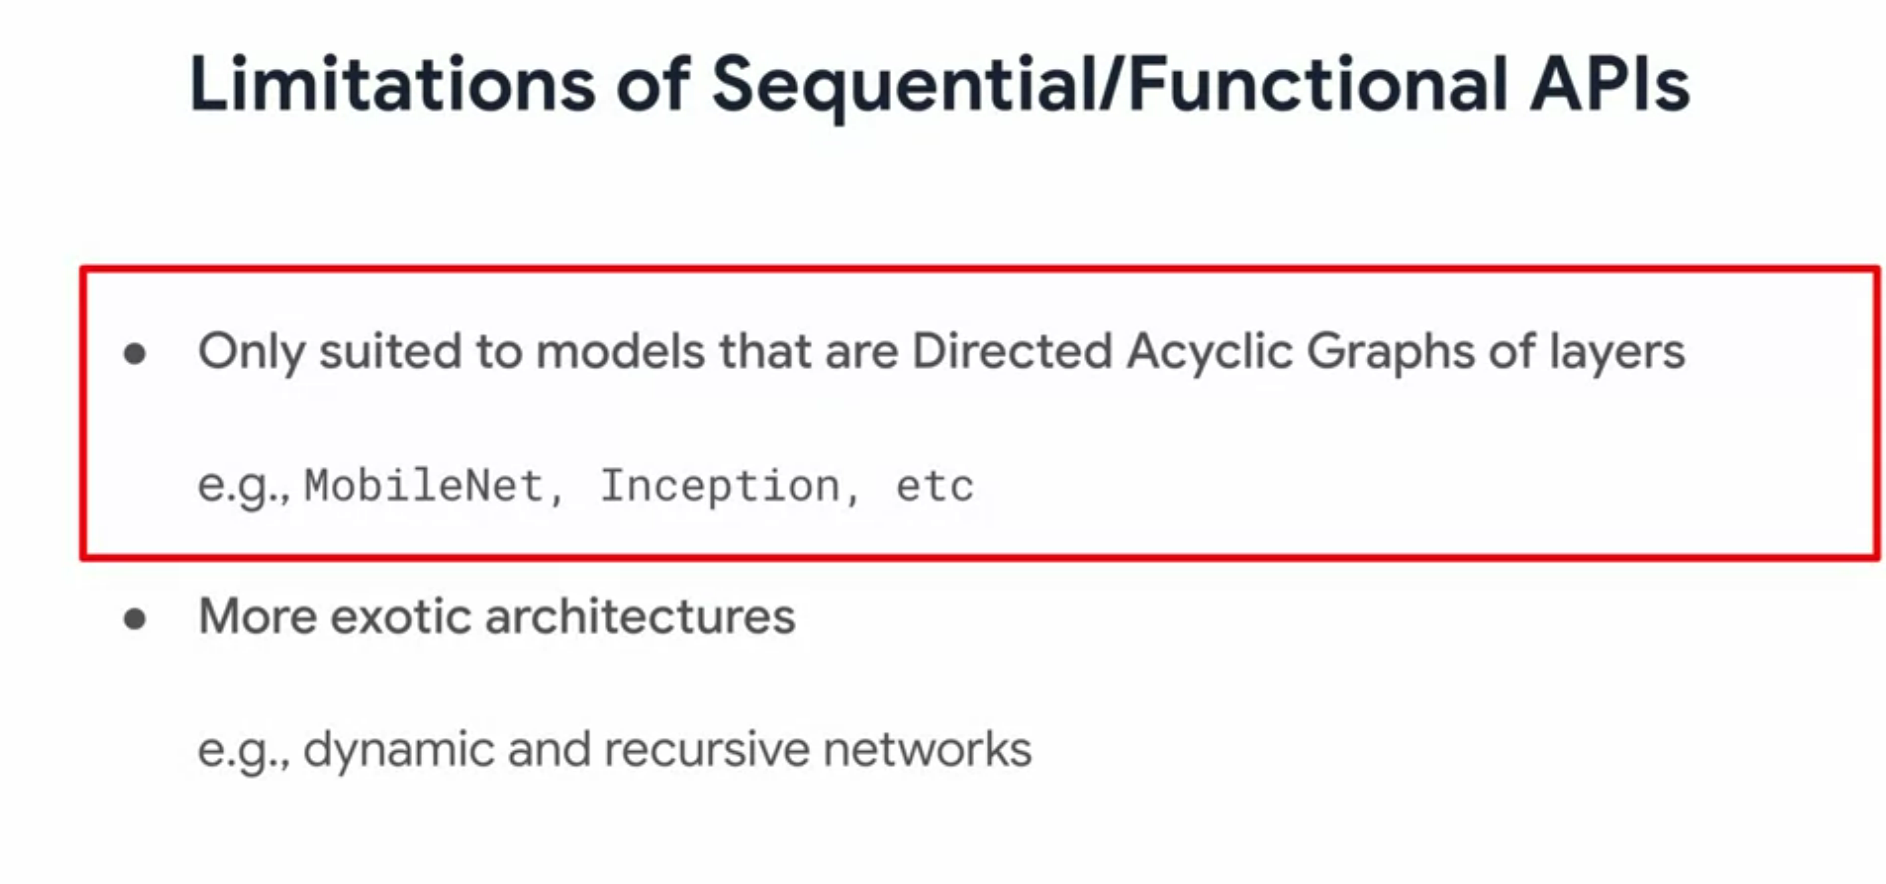 Limitations of Sequential/Functional APIs
● Only suited to models that are Directed Acyclic Graphs of layers
e.g., MobileNet, Inception, etc
● More exotic architectures
e.g., dynamic and recursive networks